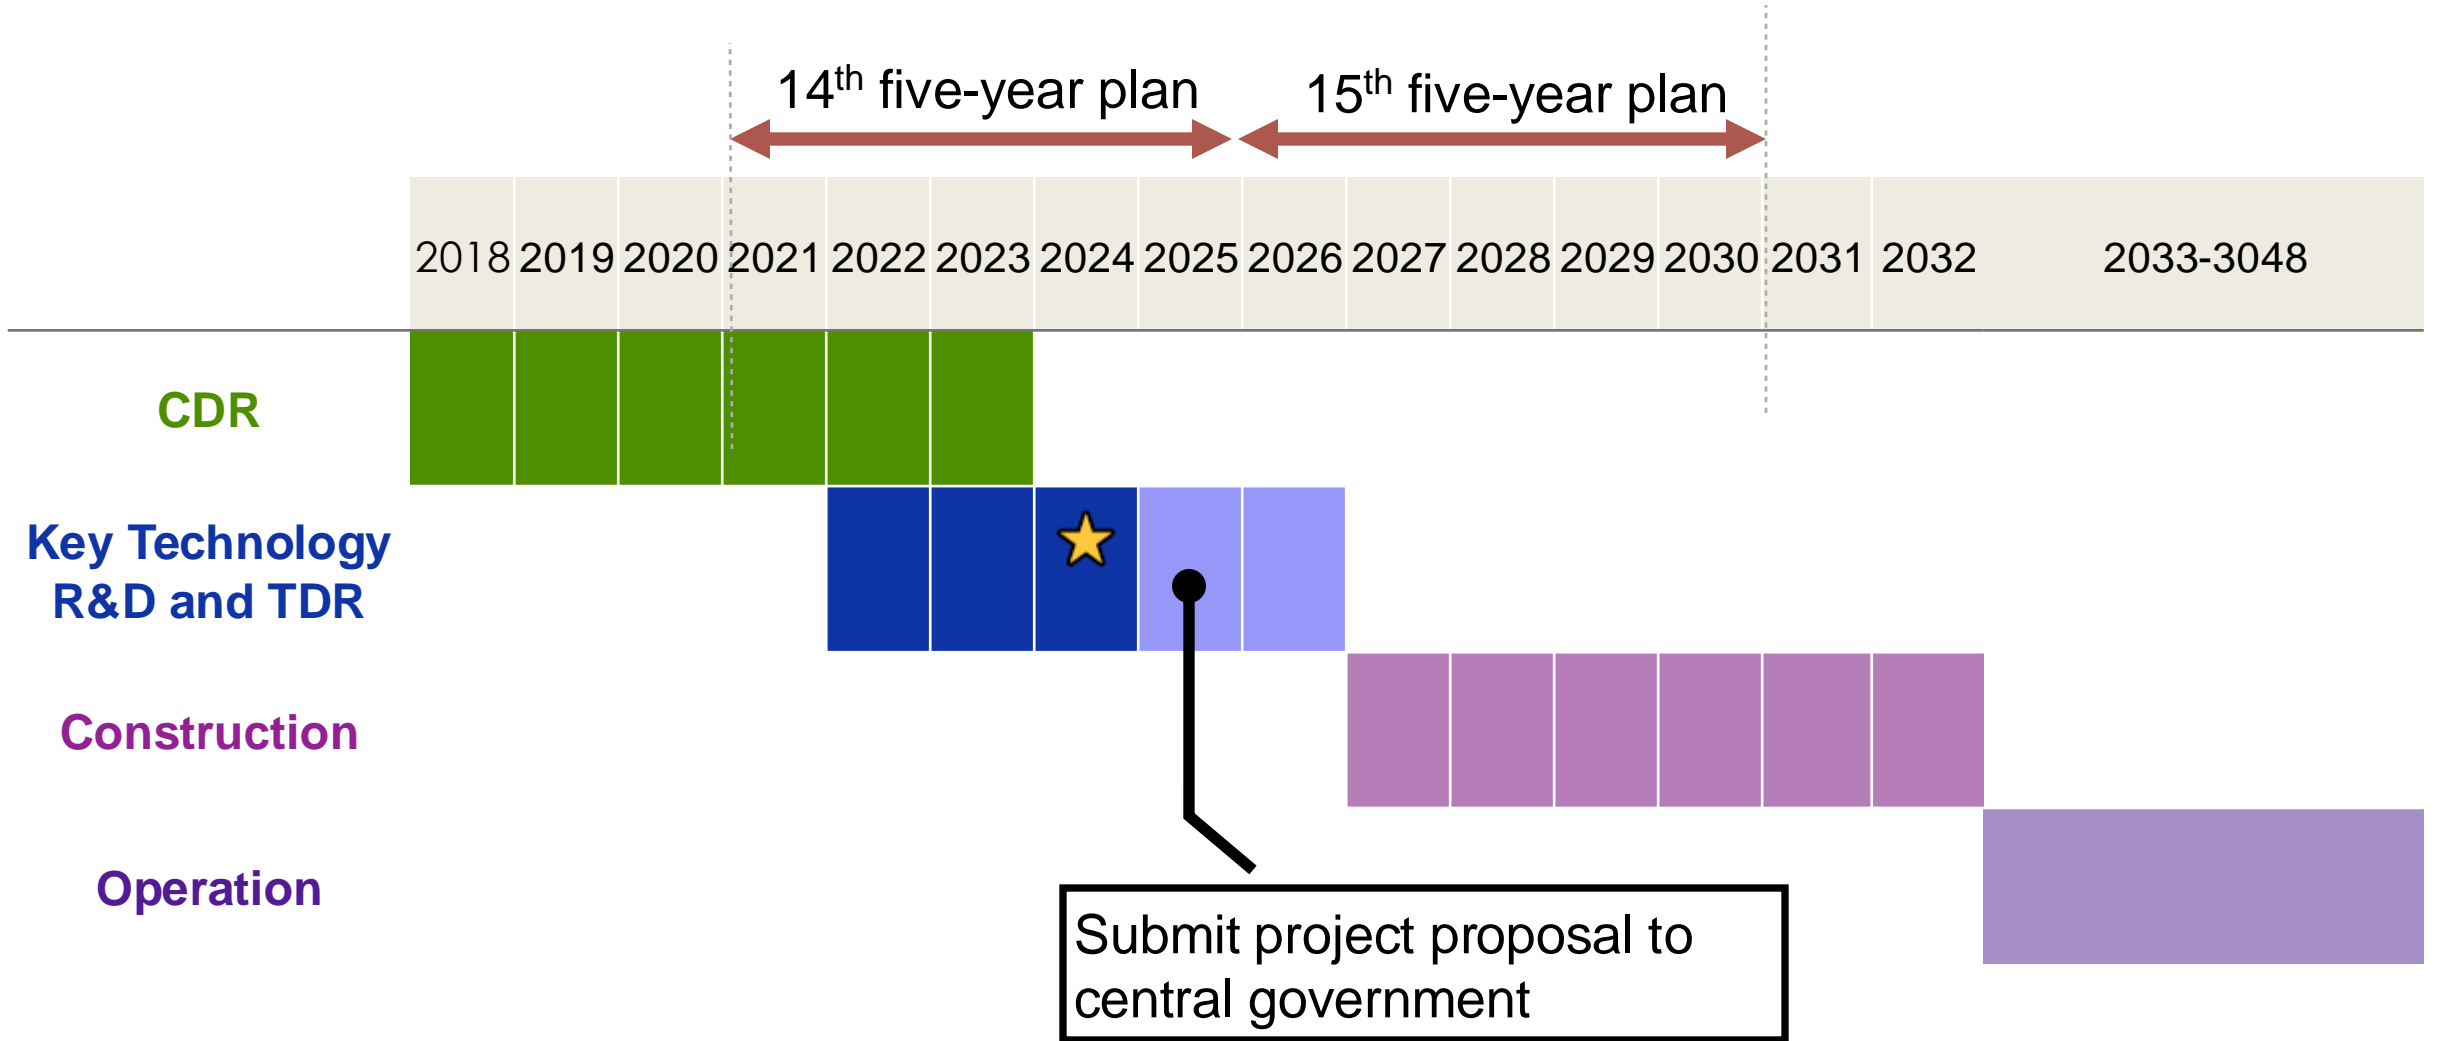 14th five-year plan
15th five-year plan
2018 2019 2020 2021 2022 2023 2024 2025 2026 2027 2028 2029 2030 2031 2032 2033-3048
CDR
Key Technology
R&D and TDR
Construction
Operation
Submit project proposal to
central government